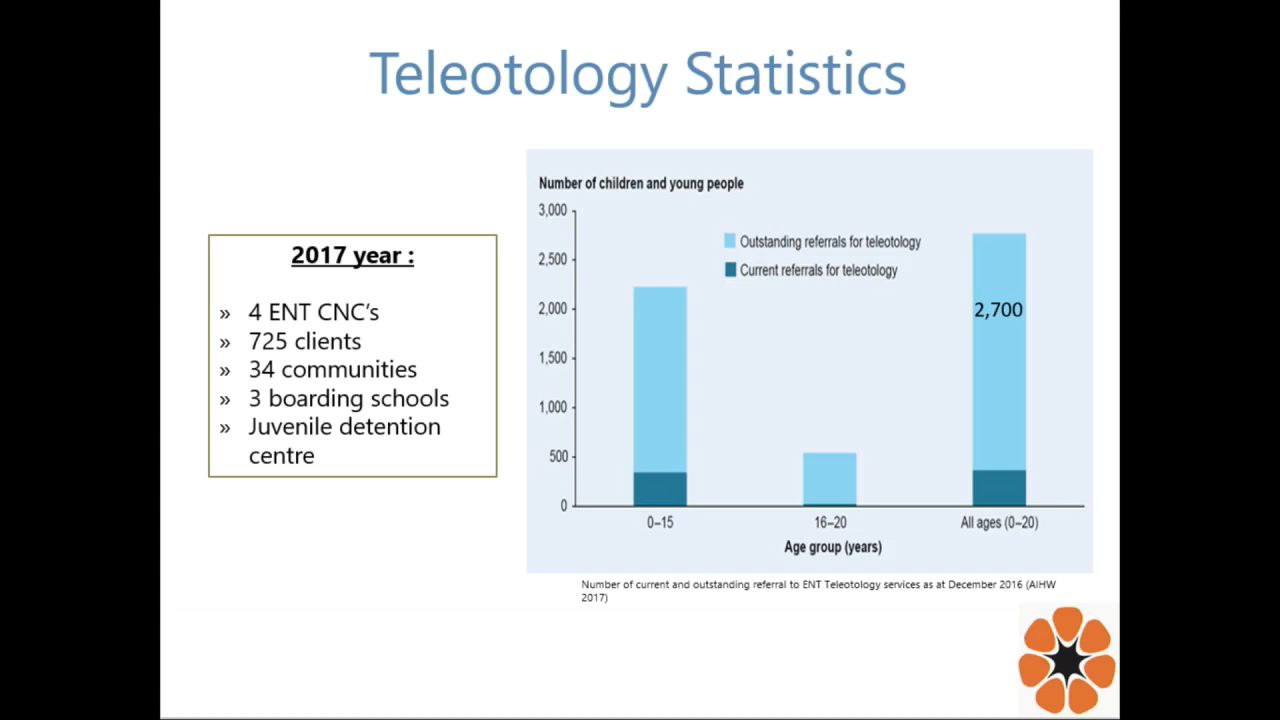 Teleotology Statistics
2017 year :
» 4 ENT CNC's
» 725 clients
» 34 communities
» 3 boarding schools
» Juvenile detention
centre
Number of children and young people
3,000
2,500
2,000
1,500
1,000
500
0
Outstanding referrals for teleotology
Current referrals for teleotology
2,700
0–15
16–20
All ages (0–20)
Age group (years)
Number of current and outstanding referral to ENT Teleotology services as at December 2016 (AIHW
2017)